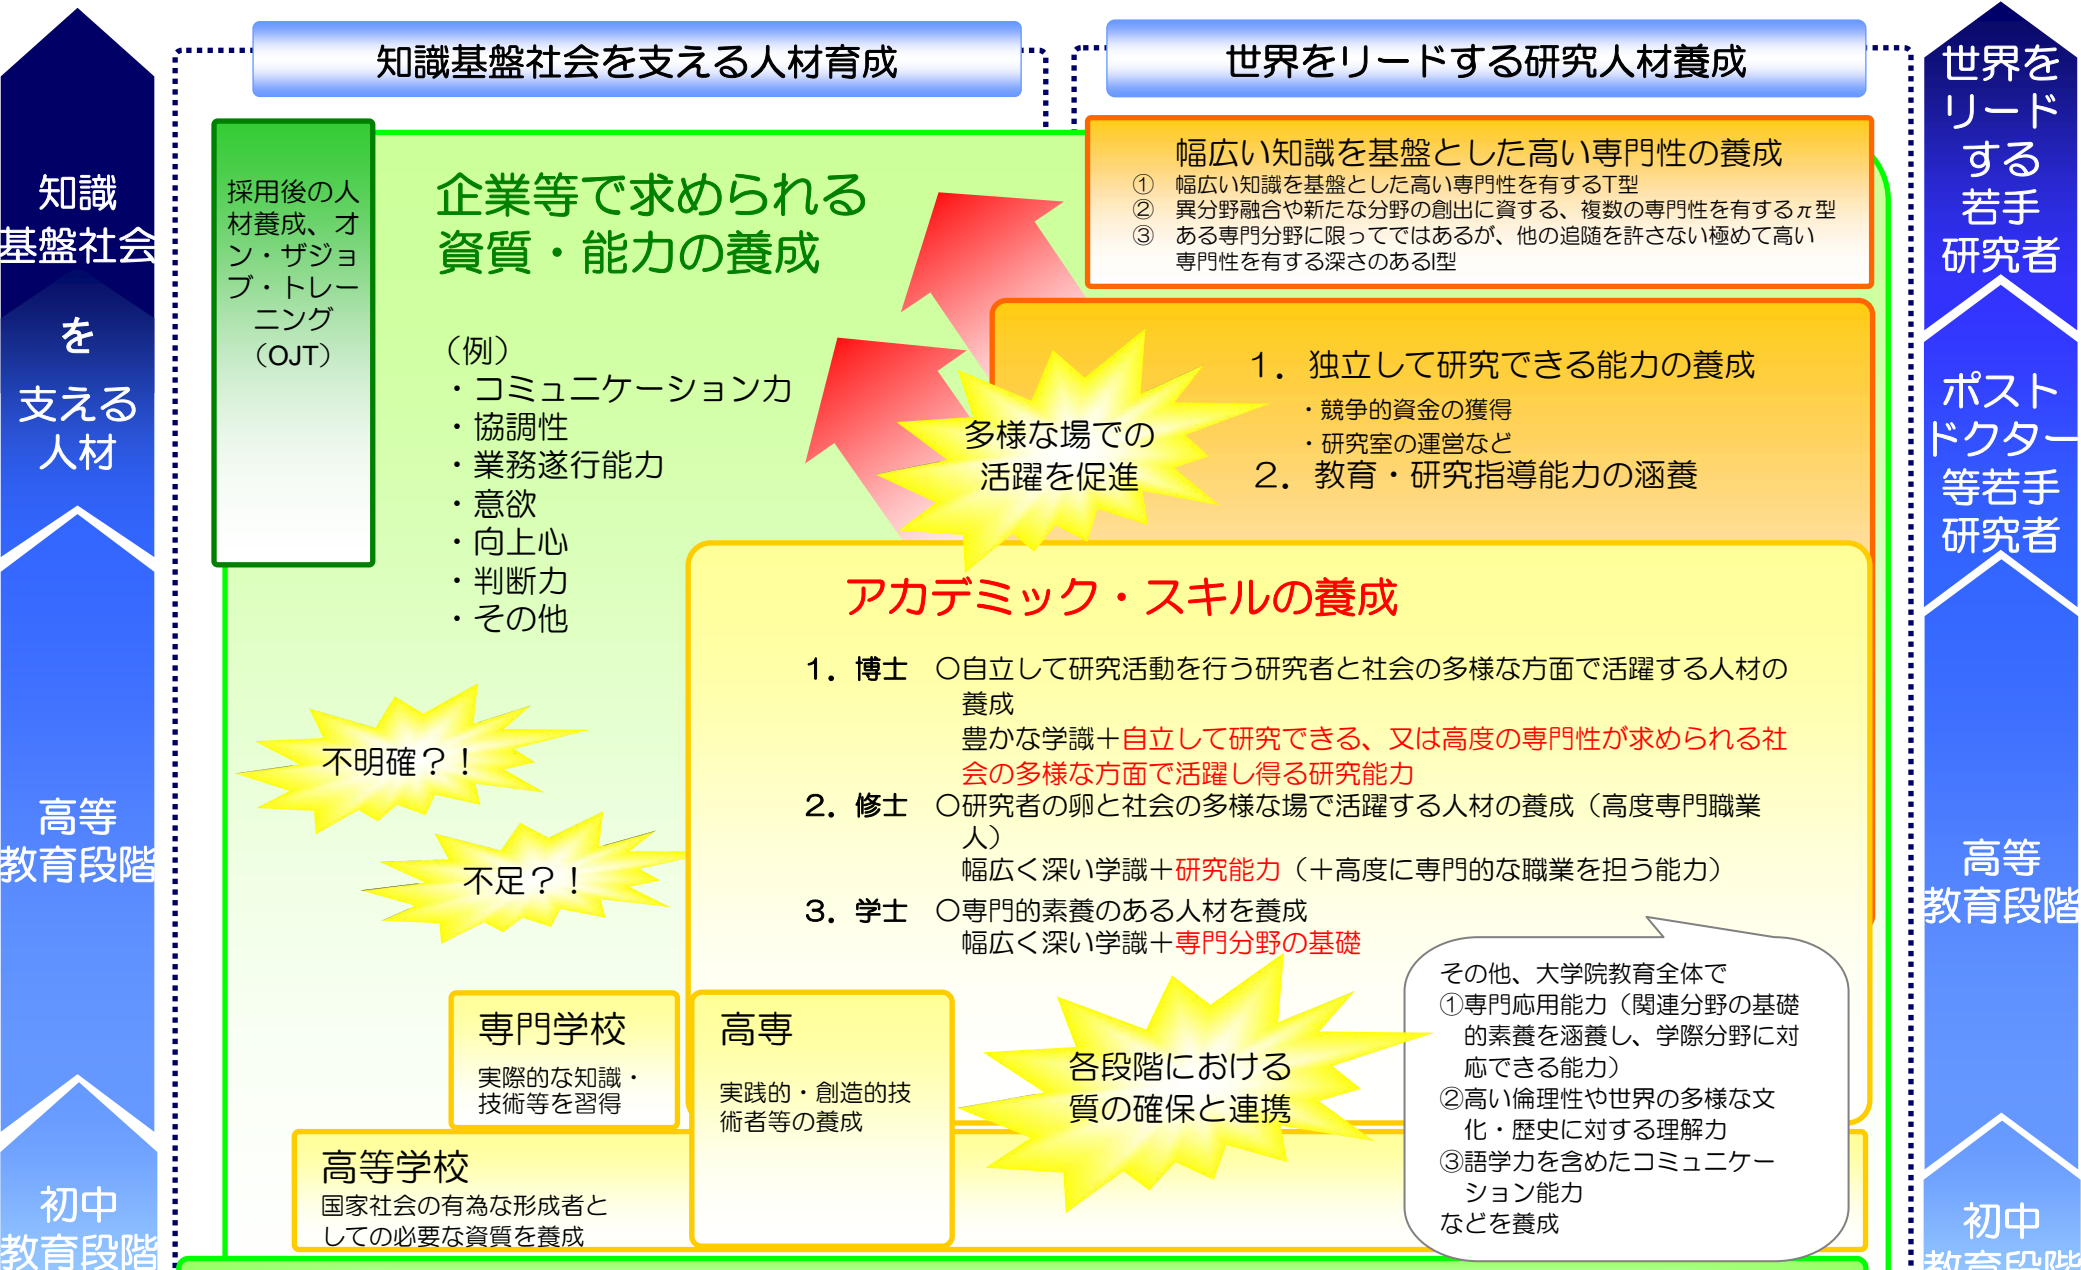 知識基盤社会を支える人材育成
世界をリードする研究人材養成
知識
基盤社会
を
支える
人材
高等
教育段階
初中
教育段階
採用後の人
材養成、オ
ン・ザジョ
ブ・トレー
ニング
（OJT）
企業等で求められる
資質・能力の養成
（例）
・コミュニケーション力
・協調性
・業務遂行能力
・意欲
・向上心
・判断力
・その他
不明確？！
不足？！
幅広い知識を基盤とした高い専門性の養成
① 幅広い知識を基盤とした高い専門性を有するT型
② 異分野融合や新たな分野の創出に資する、複数の専門性を有するπ型
③ ある専門分野に限ってではあるが、他の追随を許さない極めて高い
専門性を有する深さのあるI型
１．独立して研究できる能力の養成
・競争的資金の獲得
・研究室の運営など
２．教育・研究指導能力の涵養
多様な場での
活躍を促進
アカデミック・スキルの養成
１．博士 ○自立して研究活動を行う研究者と社会の多様な方面で活躍する人材の
養成
豊かな学識＋自立して研究できる、又は高度の専門性が求められる社
会の多様な方面で活躍し得る研究能力
２．修士 ○研究者の卵と社会の多様な場で活躍する人材の養成（高度専門職業
人）
幅広く深い学識＋研究能力（＋高度に専門的な職業を担う能力）
３．学士 ○専門的素養のある人材を養成
幅広く深い学識＋専門分野の基礎
専門学校
実際的な知識・
技術等を習得
高専
実践的・創造的技
術者等の養成
各段階における
質の確保と連携
高等学校
国家社会の有為な形成者と
しての必要な資質を養成
その他、大学院教育全体で
①専門応用能力（関連分野の基礎
的素養を涵養し、学際分野に対
応できる能力）
②高い倫理性や世界の多様な文
化・歴史に対する理解力
③語学力を含めたコミュニケー
ション能力
などを養成
世界を
リード
する
若手
研究者
ポスト
ドクター
等若手
研究者
高等
教育段階
初中
教育段階